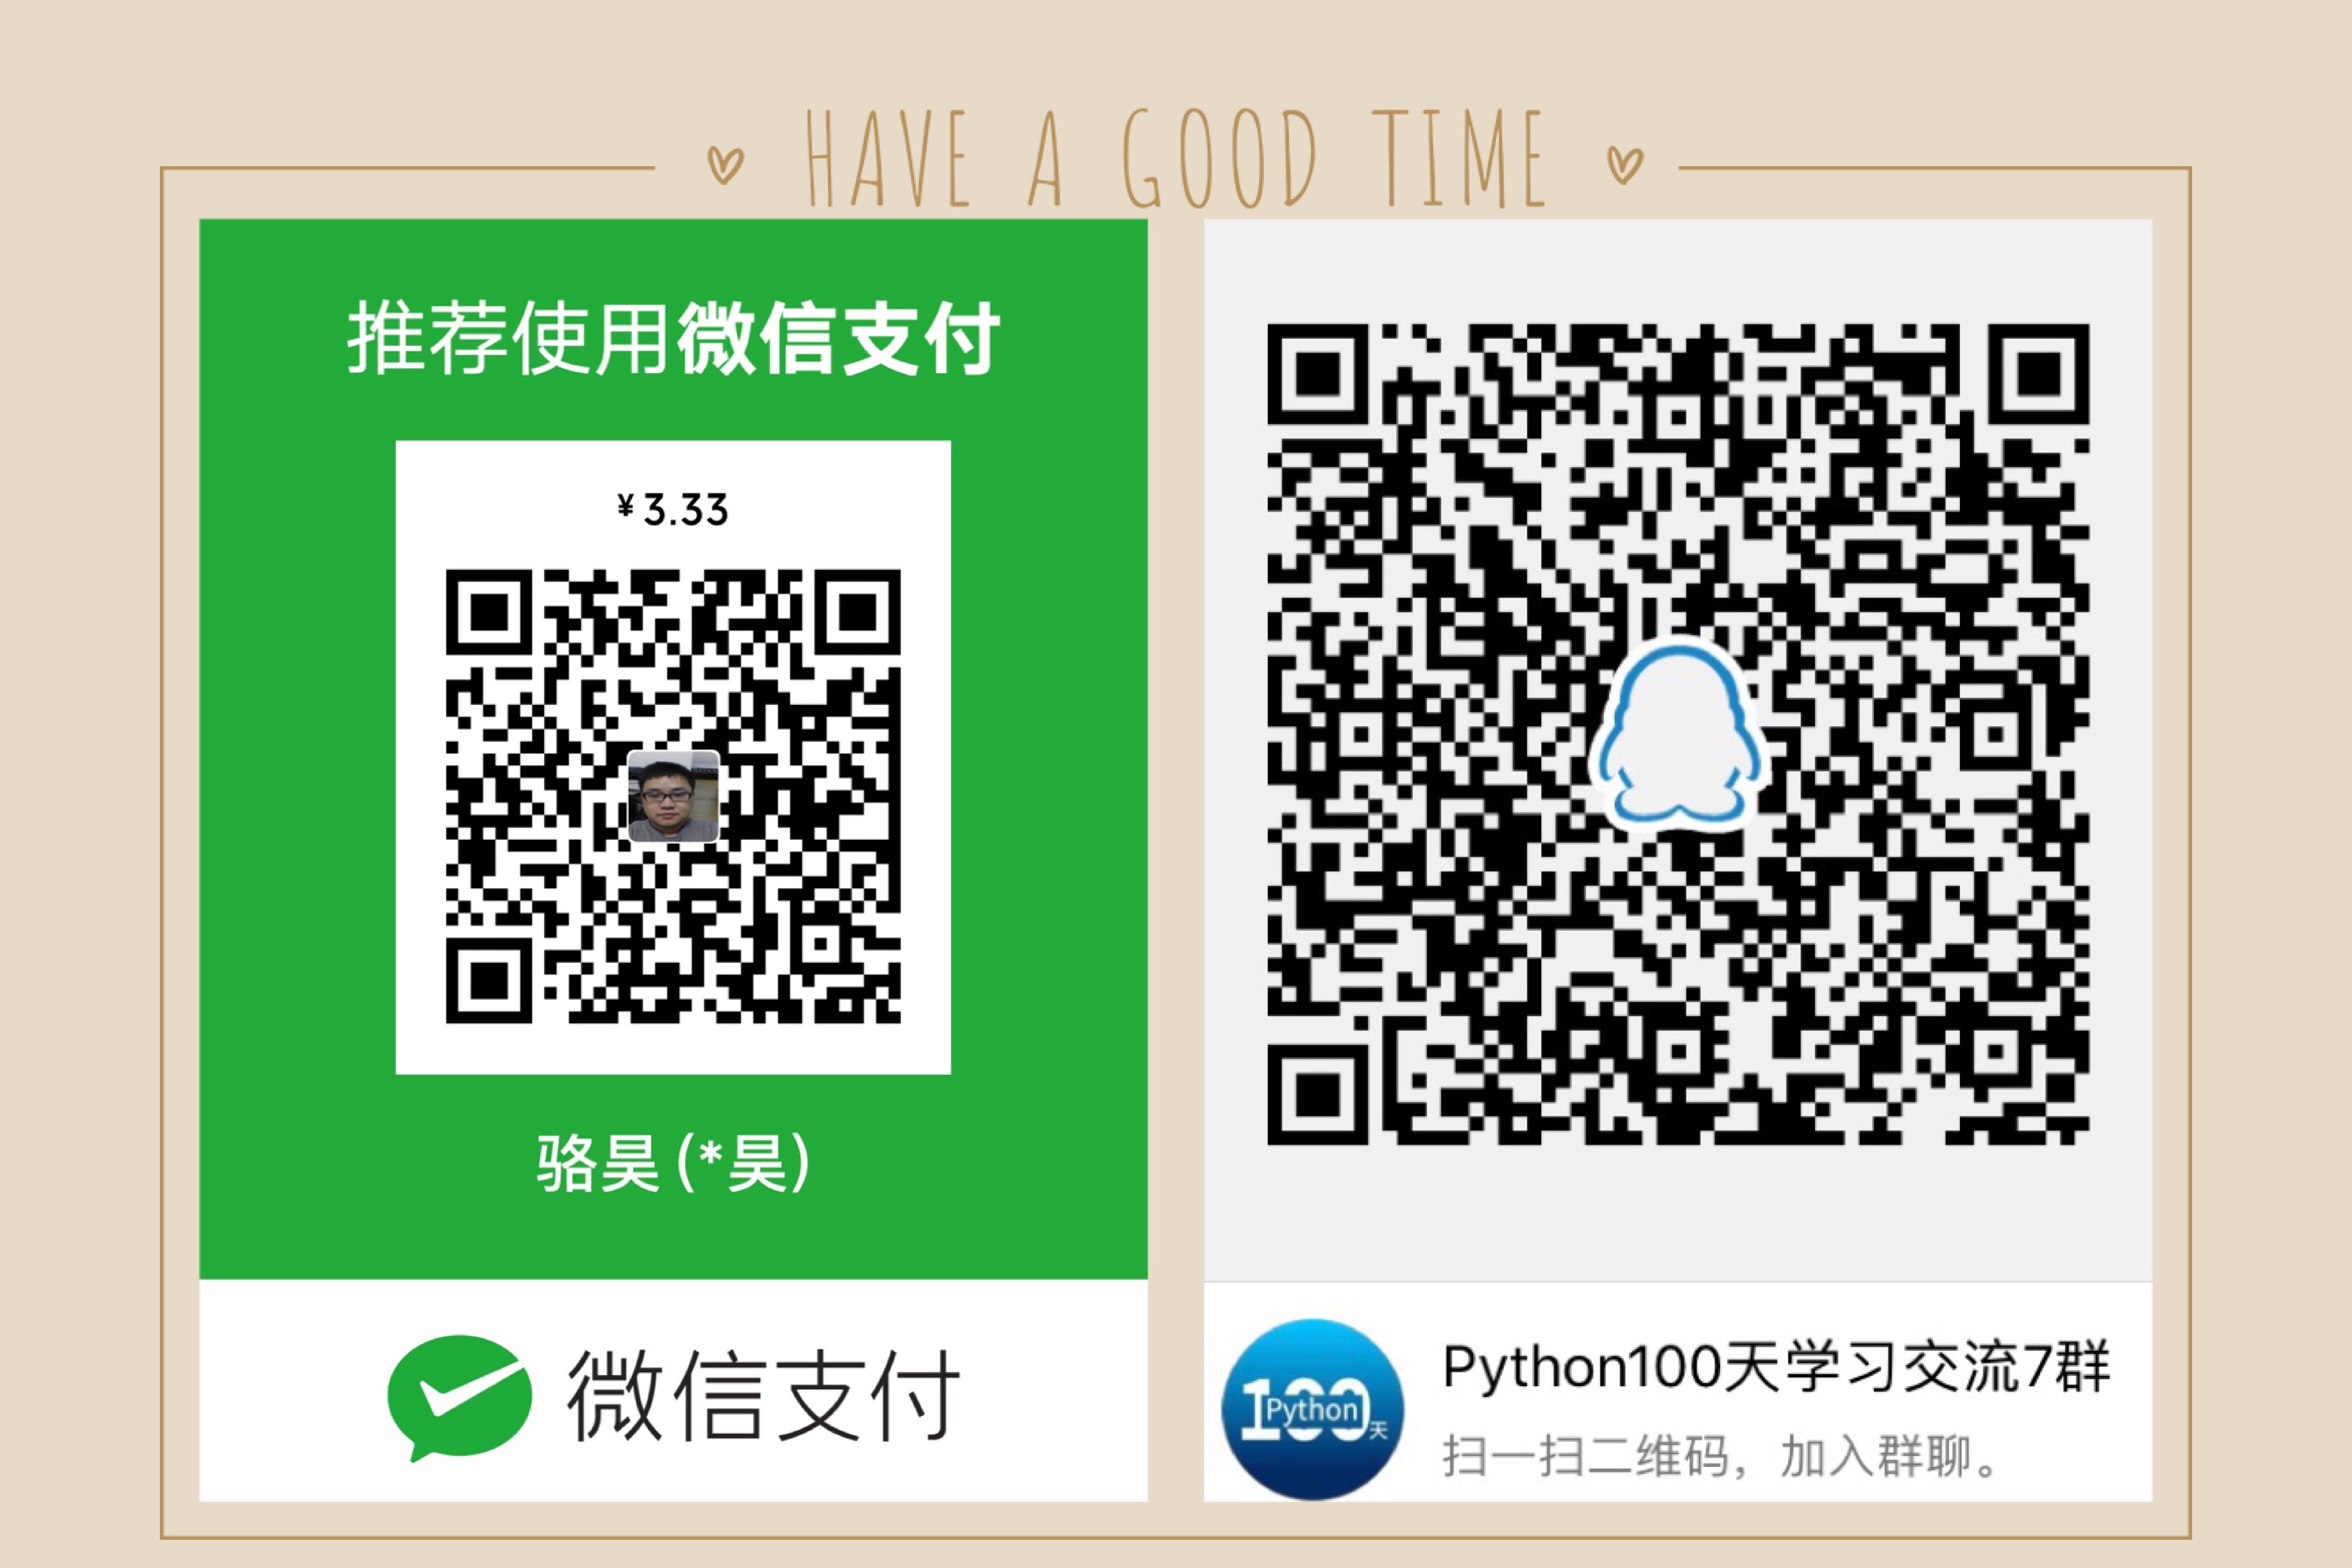 HAVE A GOOD TIME
推荐使用微信支付
¥3.33
骆昊(*昊)
微信支付
Python100天学习交流7群
100
Python
天
扫一扫二维码，加入群聊。